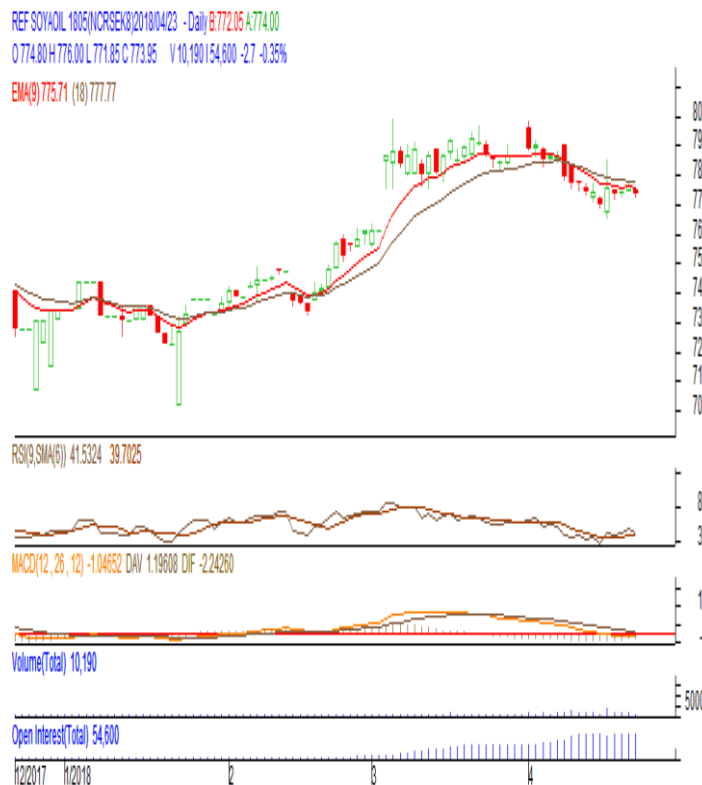 REF SOYAOIL 1805(NCRSEK8)2018/04/23 - Daily B:772.05 A:774.00
O 774.80 H 776.00 L 771.85 C 773.95 V 10,190 I 54,600 -2.7 -0.35%
EMA(9) 775.71 (18) 777.77
80
79
78
77
76
75
74
73
72
71
70
RSI(9,SMA(6)) 41.5324 39.7025
8
3
MACD(12 , 26 , 12) -1.04652 DAV 1.19608 DIF -2.24260
1
-
Volume(Total) 10,190
5000
Open Interest(Total) 54,600
12/2017 1/2018 2 3 4